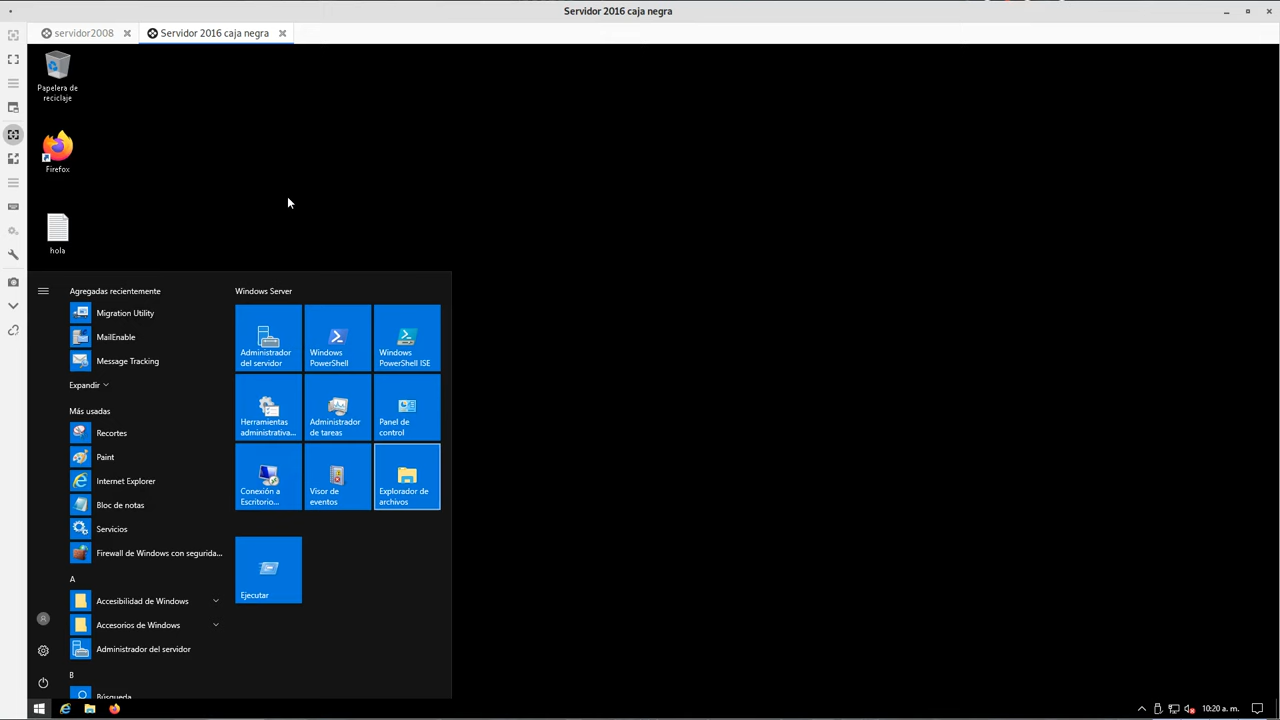 Servidor 2016 caja negra
servidor2008
Servidor 2016 caja negra
Papelera de
reciclaje
Firefox
hola
Agregadas recientemente
Migration Utility
MailEnable
Message Tracking
Expandir
Más usadas
Recortes
Paint
Internet Explorer
Bloc de notas
Servicios
Firewall de Windows con segurida...
A
Accesibilidad de Windows
Accesorios de Windows
Administrador del servidor
B
Búsqueda
Windows Server
Administrador
del servidor
Windows
PowerShell
Windows
PowerShell ISE
Herramientas
administrativa...
Administrador
de tareas
Panel de
control
Conexión a
Escritorio...
Visor de
eventos
Explorador de
archivos
Ejecutar
10:20 a. m.